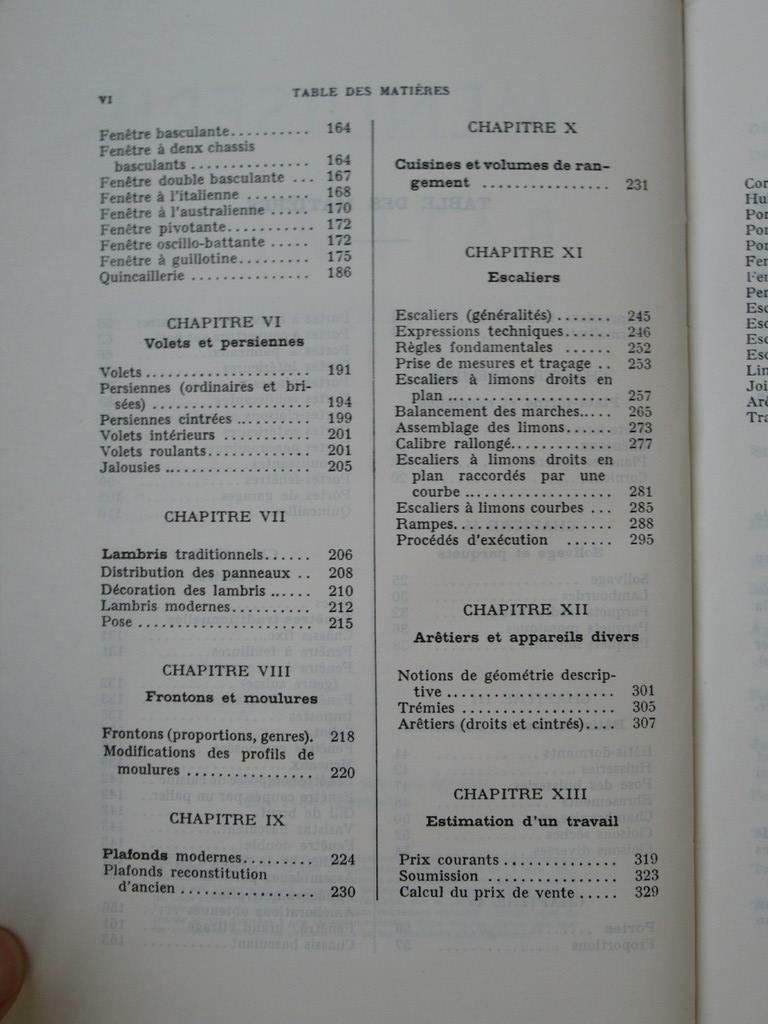 VI
TABLE DES MATIÈRES
Fenêtre basculante.......... 164
Fenêtre à denx chassis
basculants ............... 164
Fenêtre double basculante ... 167
Fenêtre à l'italienne ........ 168
Fenêtre à l'australienne ..... 170
Fenêtre pivotante........... 172
Fenêtre oscillo-battante ..... 172
Fenêtre à guillotine......... 175
Quincaillerie ............... 186
CHAPITRE VI
Volets et persiennes
Volets ..................... 191
Persiennes (ordinaires et bri-
sées) .................... 194
Persiennes cintrées .......... 199
Volets intérieurs ........... 201
Volets roulants............. 201
Jalousies .................. 205
CHAPITRE VII
Lambris traditionnels...... 206
Distribution des panneaux .. 208
Décoration des lambris ...... 210
Lambris modernes.......... 212
Pose ...................... 215
CHAPITRE VIII
Frontons et moulures
Frontons (proportions, genres). 218
Modifications des profils de
moulures ................ 220
CHAPITRE IX
Plafonds modernes......... 224
Plafonds reconstitution
d'ancien ................. 230
CHAPITRE X
Cuisines et volumes de ran-
gement ................ 231
CHAPITRE XI
Escaliers
Escaliers (généralités) ....... 245
Expressions techniques...... 246
Règles fondamentales ...... 252
Prise de mesures et traçage .. 253
Escaliers à limons droits en
plan .................... 257
Balancement des marches..... 265
Assemblage des limons...... 273
Calibre rallongé............. 277
Escaliers à limons droits en
plan raccordés par une
courbe .................. 281
Escaliers à limons courbes ... 285
Rampes.................... 288
Procédés d'exécution ...... 295
CHAPITRE XII
Arêtiers et appareils divers
Notions de géométrie descrip-
tive ..................... 301
Trémies ................... 305
Arêtiers (droits et cintrés).... 307
CHAPITRE XIII
Estimation d'un travail
Prix courants .............. 319
Soumission ................ 323
Calcul du prix de vente ..... 329